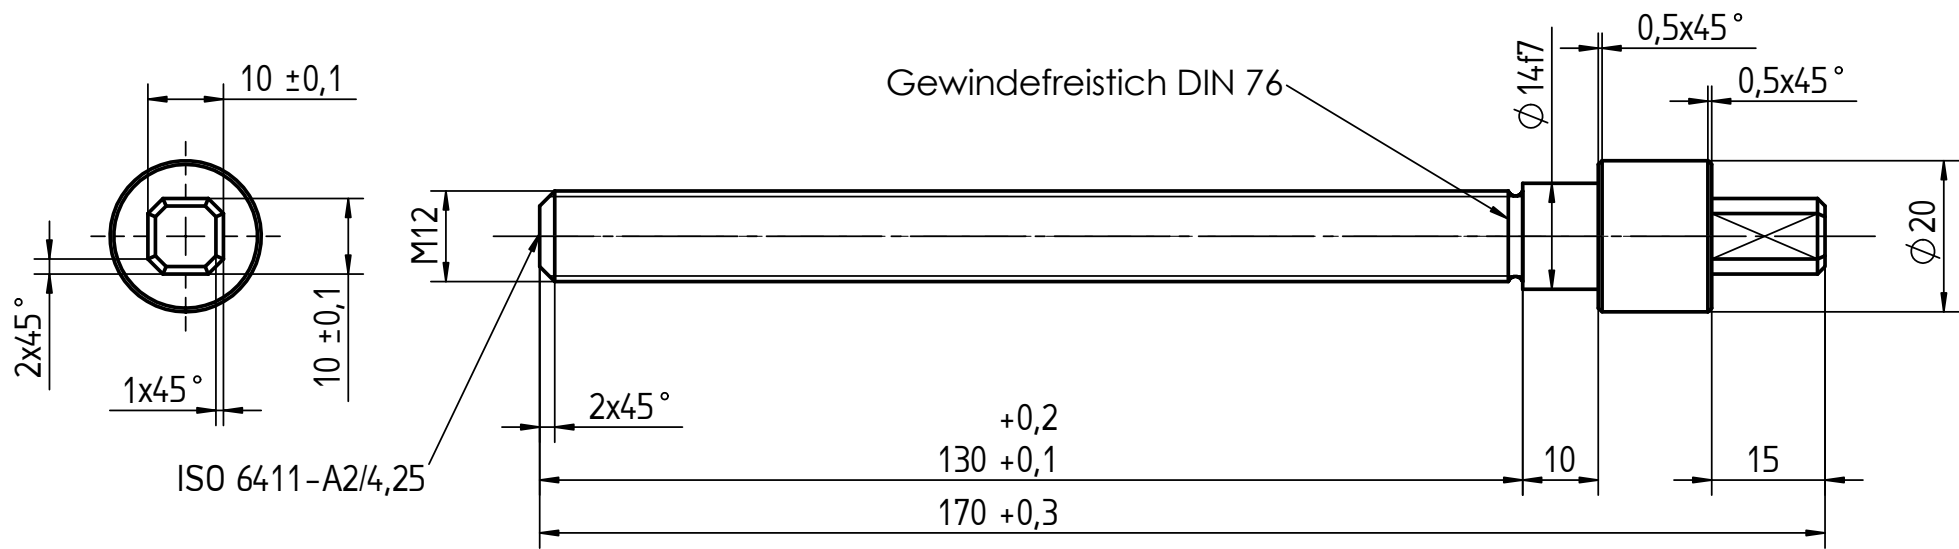 0,5x45°
10 ±0,1
Gewindefreistich DIN 76
⌀14f7
0,5x45°
M12
⌀20
2x45°
10 ±0,1
1x45°
2x45°
+0,2
130 +0,1
10
15
ISO 6411-A2/4,25
170 +0,3